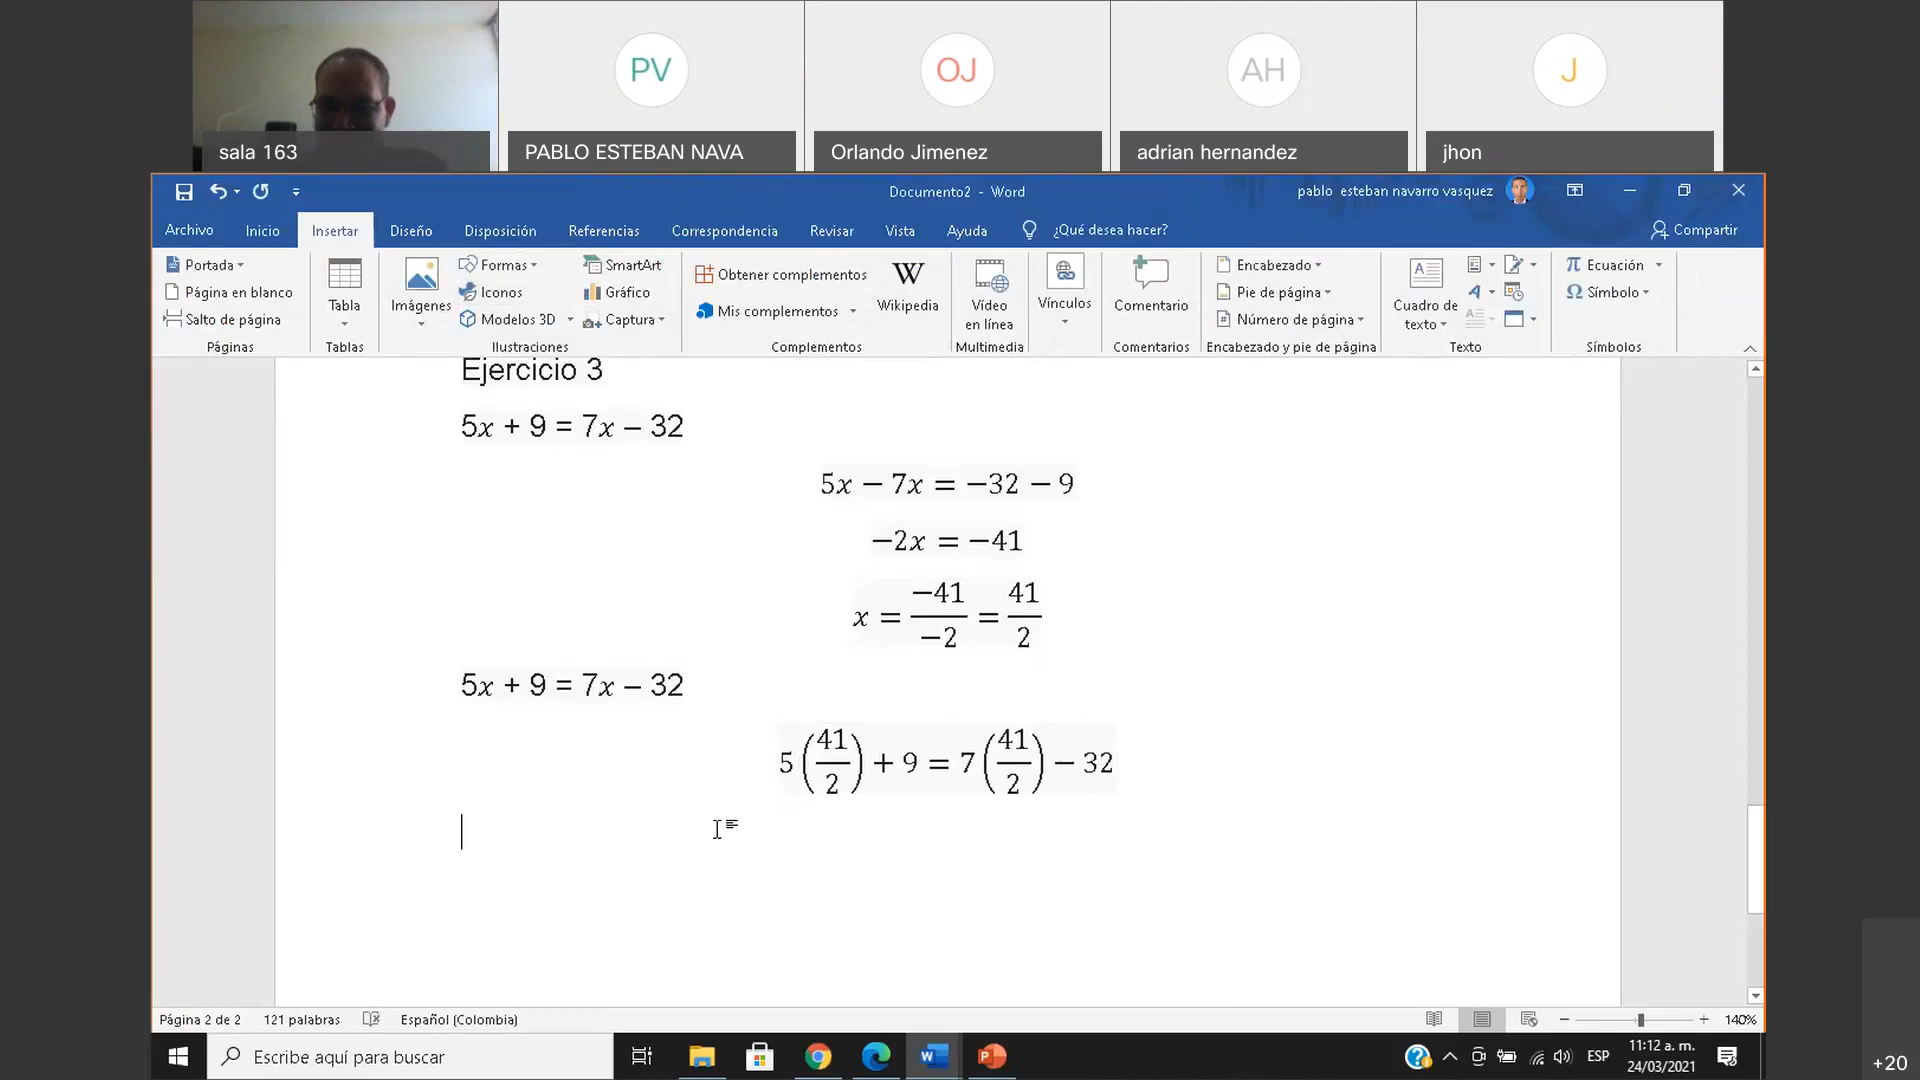 PV
OJ
AH
J
sala 163
PABLO ESTEBAN NAVA
Orlando Jimenez
adrian hernandez
jhon
Documento2 - Word
pablo esteban navarro vasquez
Archivo
Inicio
Insertar
Diseño
Disposición
Referencias
Correspondencia
Revisar
Vista
Ayuda
¿Qué desea hacer?
Compartir
Portada
Página en blanco
Salto de página
Páginas
Tabla
Tablas
Imágenes
Formas
Iconos
Modelos 3D
SmartArt
Gráfico
Captura
Ilustraciones
Obtener complementos
Mis complementos
Wikipedia
Complementos
Vídeo
en línea
Multimedia
Vínculos
Comentario
Comentarios
Encabezado
Pie de página
Número de página
Encabezado y pie de página
Cuadro de
texto
Texto
π Ecuación
Ω Símbolo
Símbolos
Ejercicio 3
5x + 9 = 7x – 32
5x − 7x = −32 − 9
−2x = −41
x = −41/−2 = 41/2
5x + 9 = 7x – 32
5(41/2) + 9 = 7(41/2) − 32
Página 2 de 2
121 palabras
Español (Colombia)
140%
Escribe aquí para buscar
ESP
11:12 a. m.
24/03/2021
+20